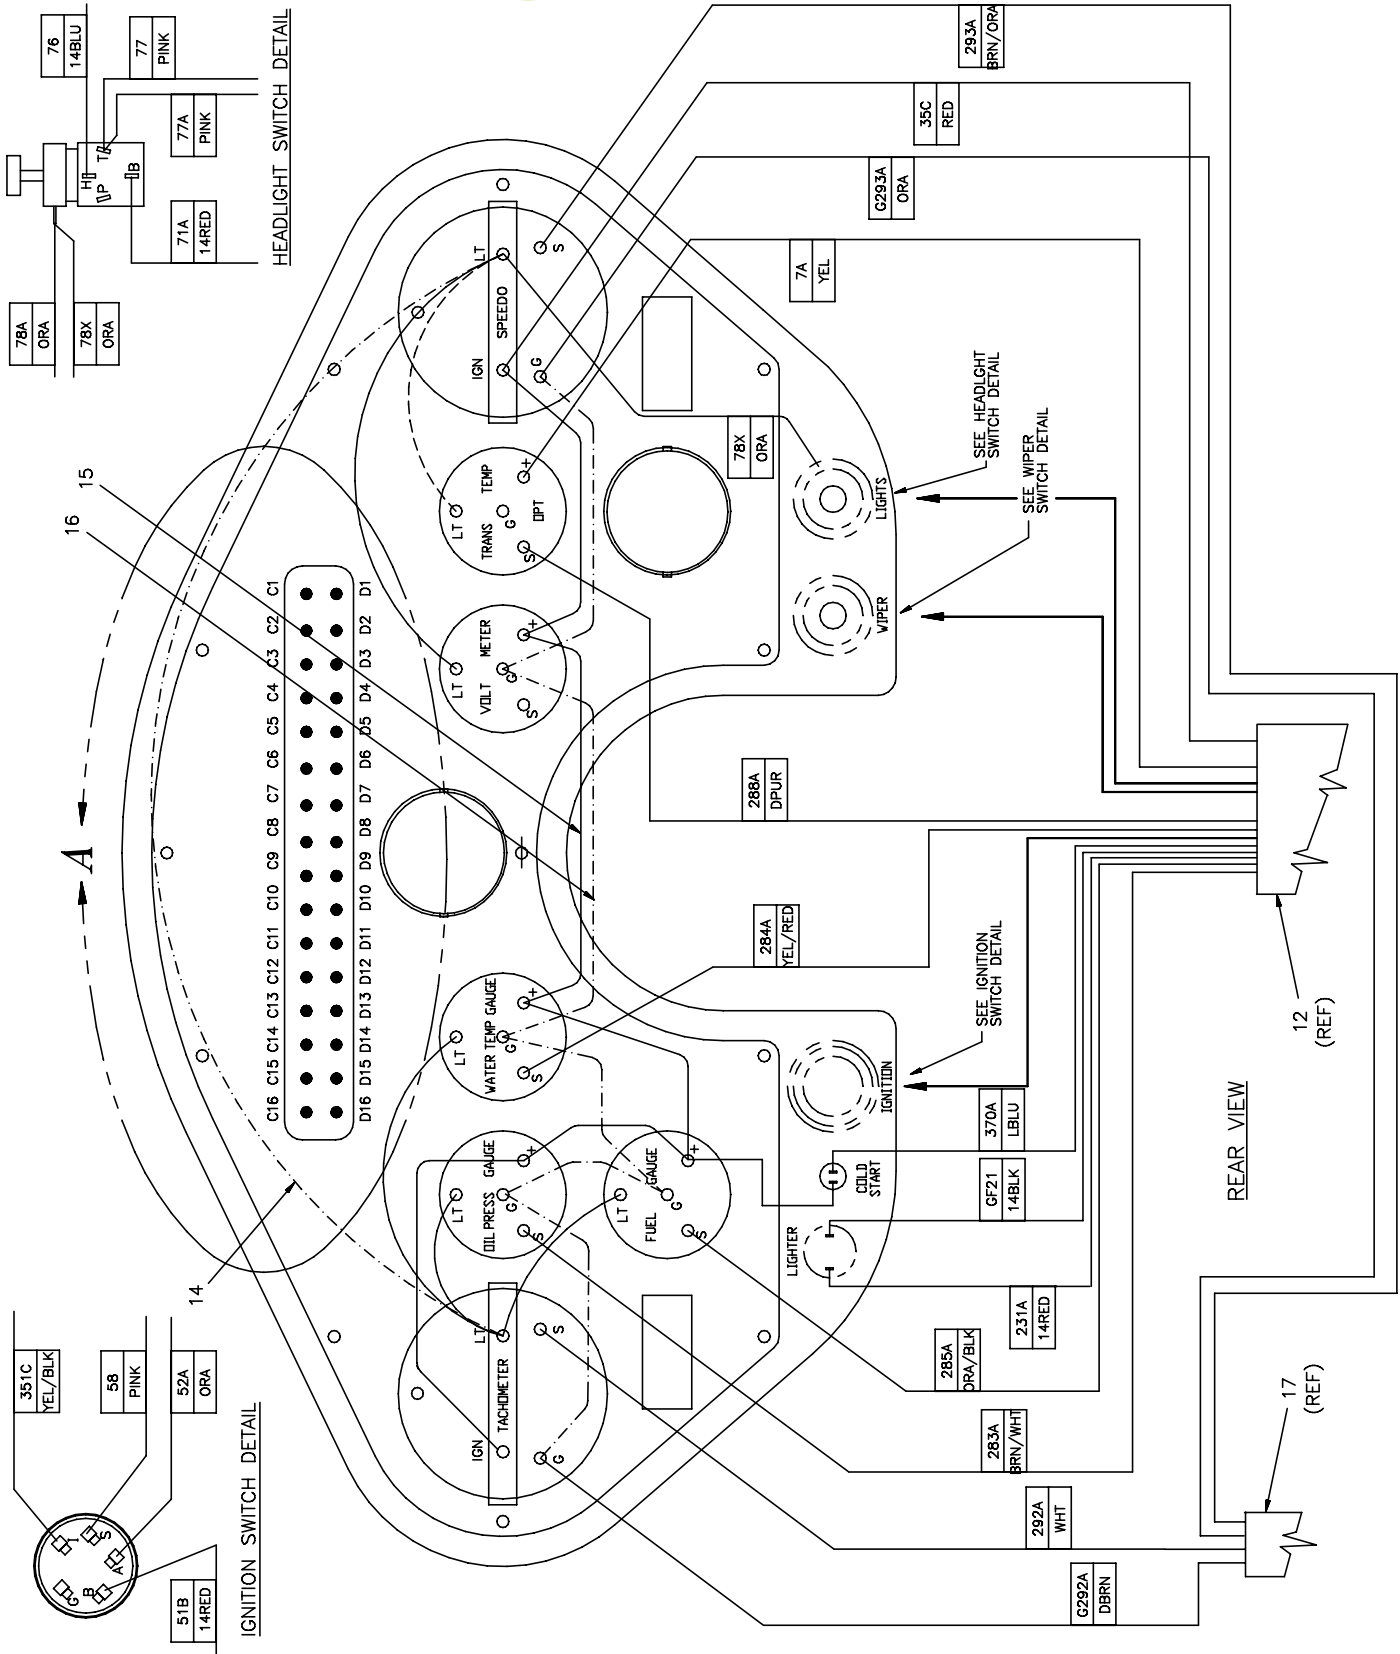 76
14BLU
77
PINK
77A
PINK
71A
14RED
78A
ORA
78X
ORA
H
T
P
B
HEADLIGHT SWITCH DETAIL
293A
BRN/ORA
35C
RED
G293A
ORA
7A
YEL
LT
S
SPEEDO
IGN
G
78X
ORA
SEE HEADLGHT
SWITCH DETAIL
SEE WIPER
SWITCH DETAIL
LIGHTS
WIPER
15
16
LT
TRANS TEMP
+
G
OPT
S
LT
VOLT METER
+
G
S
C1
C2
C3
C4
C5
C6
C7
C8
C9
C10
C11
C12
C13
C14
C15
C16
D1
D2
D3
D4
D5
D6
D7
D8
D9
D10
D11
D12
D13
D14
D15
D16
A
288A
DPUR
284A
YEL/RED
LT
WATER TEMP GAUGE
+
G
S
LT
OIL PRESS GAUGE
+
G
S
LT
FUEL GAUGE
+
G
S
SEE IGNITION
SWITCH DETAIL
IGNITION
COLD
START
LIGHTER
370A
LBLU
GF21
14BLK
231A
14RED
285A
ORA/BLK
283A
BRN/WHT
292A
WHT
G292A
DBRN
LT
S
TACHOMETER
IGN
G
14
12
(REF)
17
(REF)
REAR VIEW
351C
YEL/BLK
58
PINK
52A
ORA
51B
14RED
I
S
A
B
G
IGNITION SWITCH DETAIL